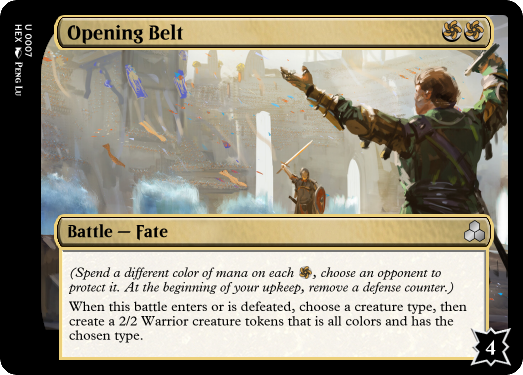 Opening Belt
U 0007
HEX PENG LU
Battle — Fate
(Spend a different color of mana on each , choose an opponent to
protect it. At the beginning of your upkeep, remove a defense counter.)
When this battle enters or is defeated, choose a creature type, then
create a 2/2 Warrior creature tokens that is all colors and has the
chosen type.
4